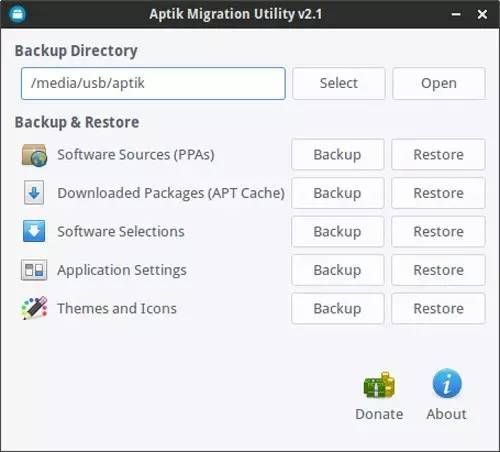 Aptik Migration Utility v2.1
Backup Directory
/media/usb/aptik Select Open
Backup & Restore
Software Sources (PPAs) Backup Restore
Downloaded Packages (APT Cache) Backup Restore
Software Selections Backup Restore
Application Settings Backup Restore
Themes and Icons Backup Restore
Donate About